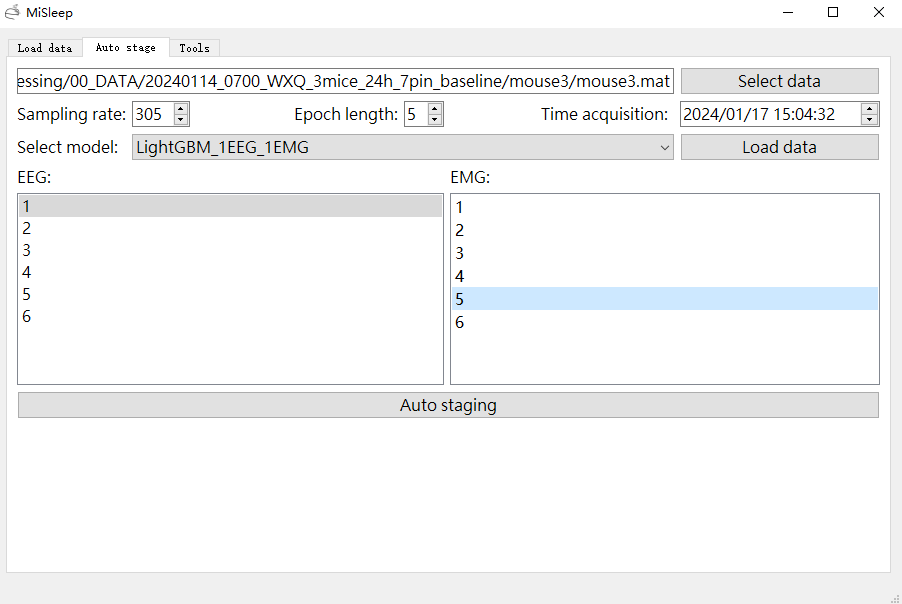 MiSleep
Load data Auto stage Tools
essing/00_DATA/20240114_0700_WXQ_3mice_24h_7pin_baseline/mouse3/mouse3.mat Select data
Sampling rate: 305 Epoch length: 5 Time acquisition: 2024/01/17 15:04:32
Select model: LightGBM_1EEG_1EMG Load data
EEG: EMG:
1 1
2 2
3 3
4 4
5 5
6 6
Auto staging